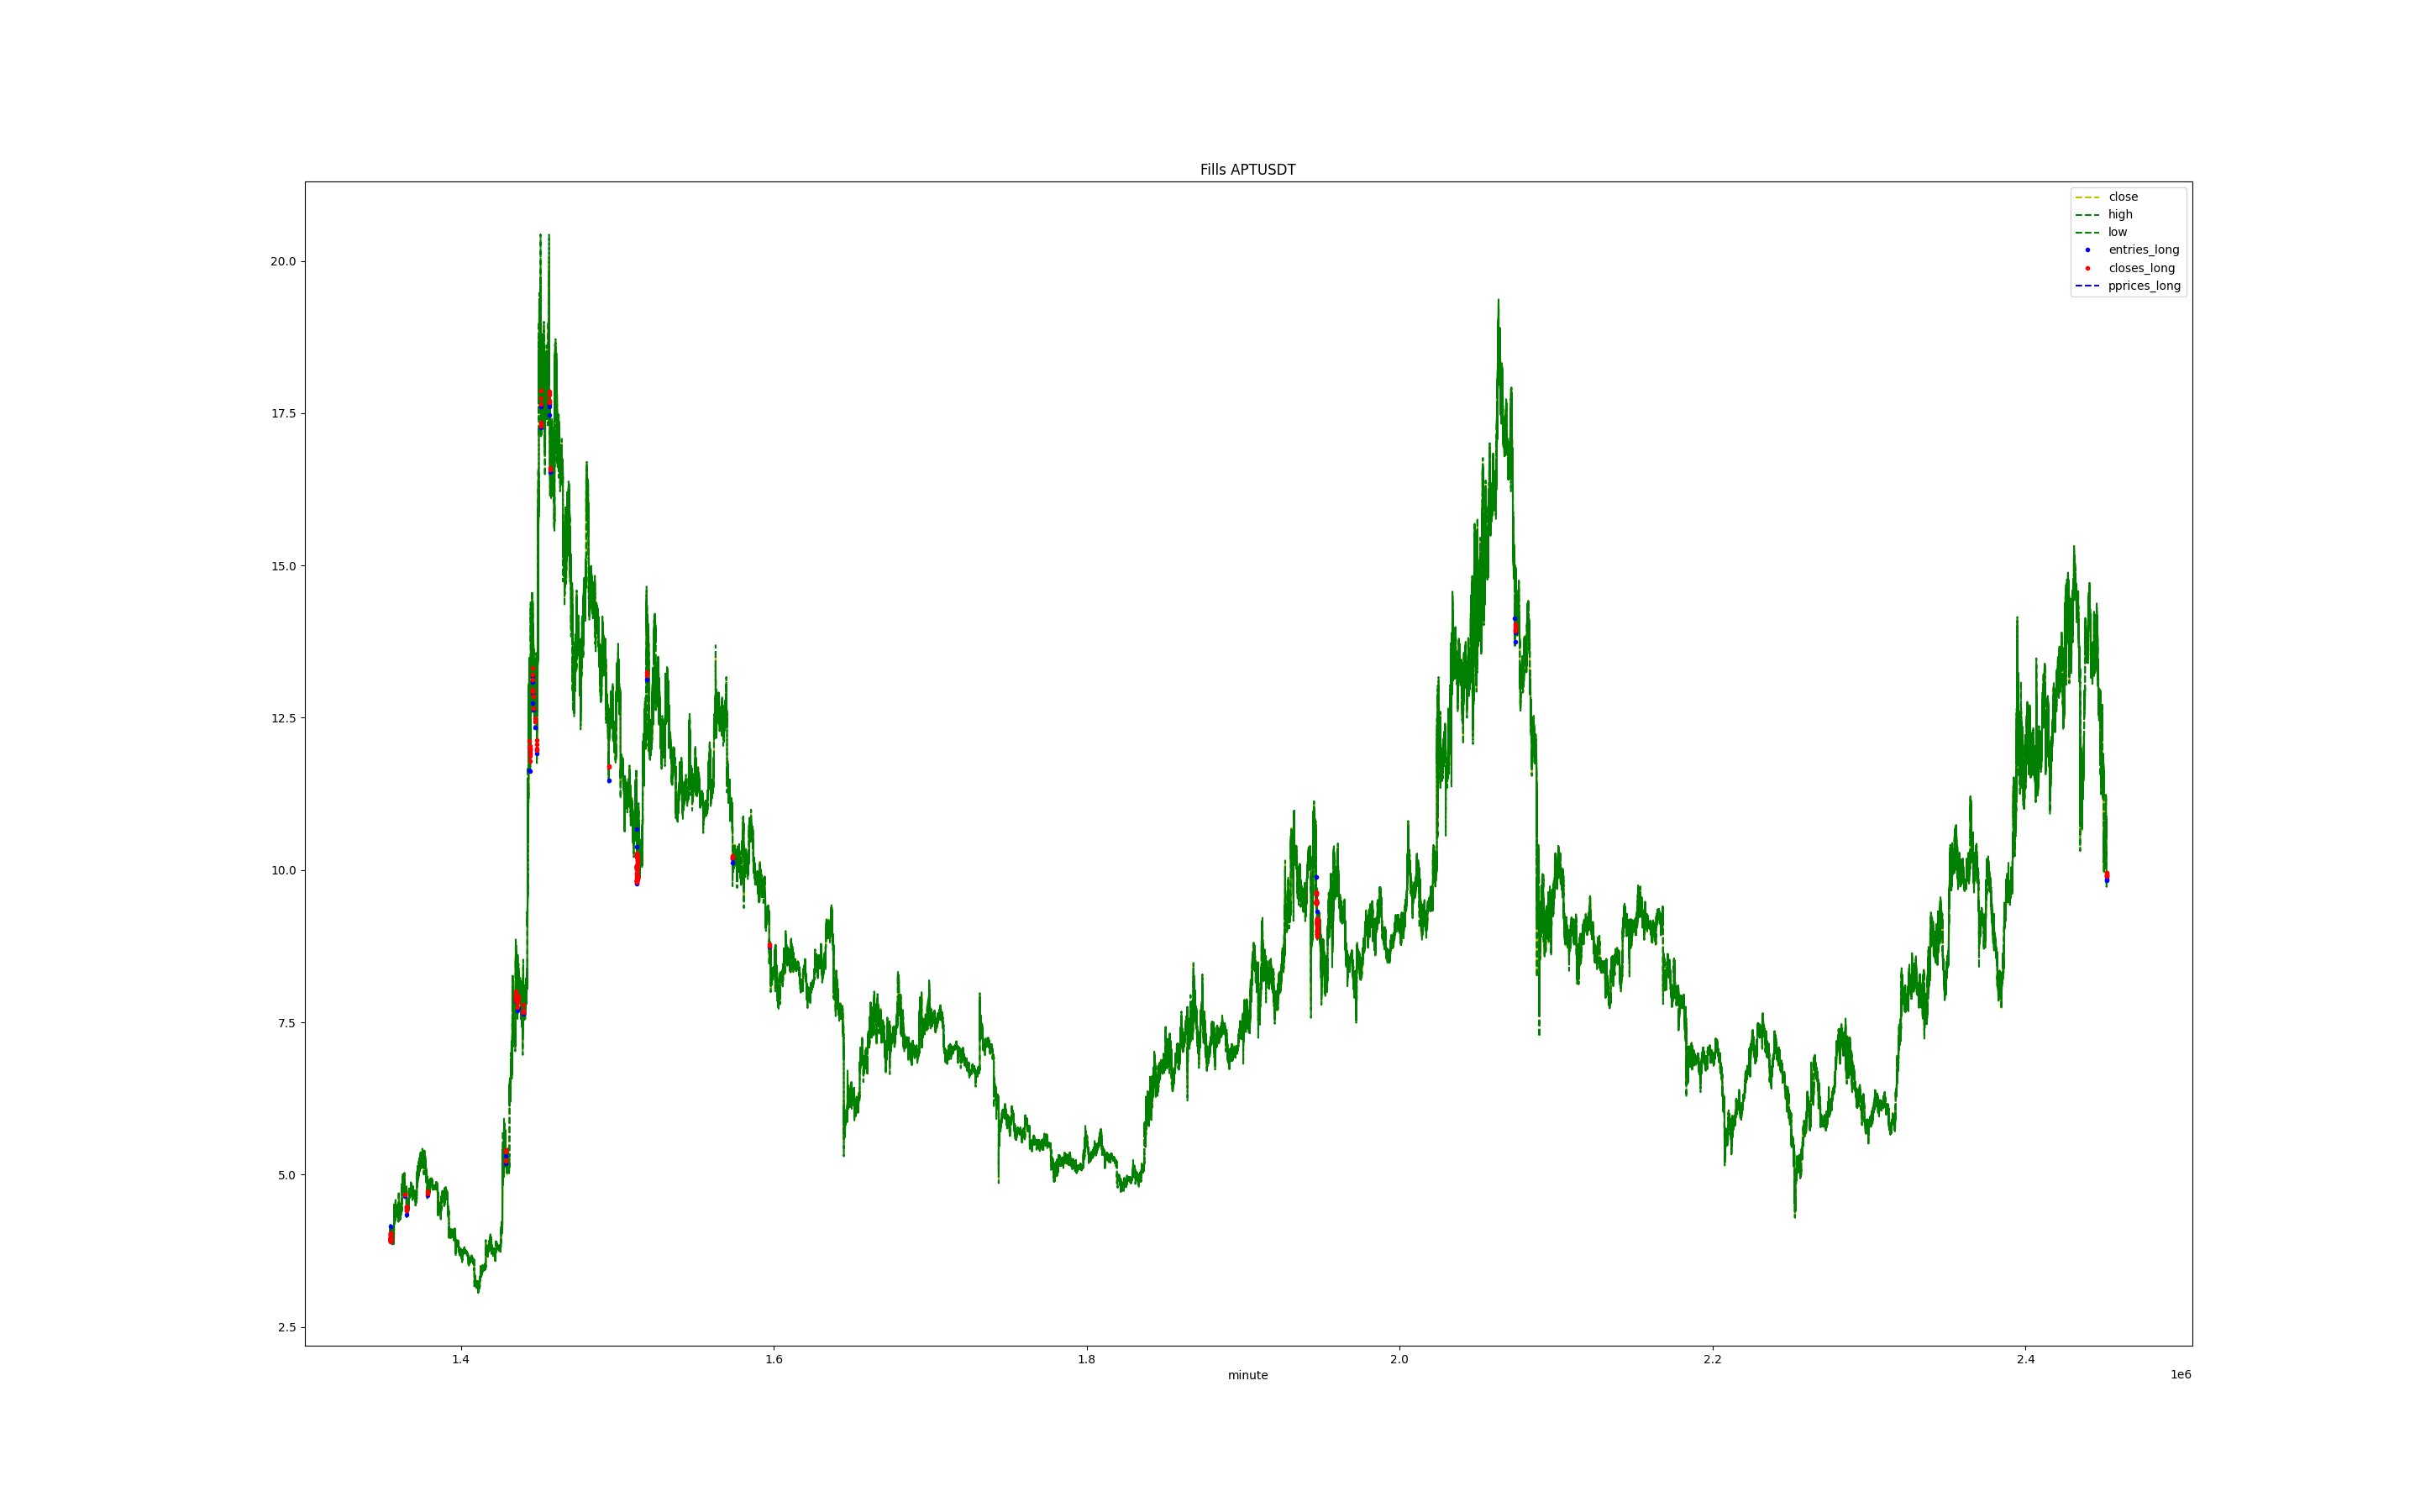 Fills APTUSDT
close
high
low
entries_long
closes_long
pprices_long
20.0
17.5
15.0
12.5
10.0
7.5
5.0
2.5
1.4 1.6 1.8 2.0 2.2 2.4
minute 1e6